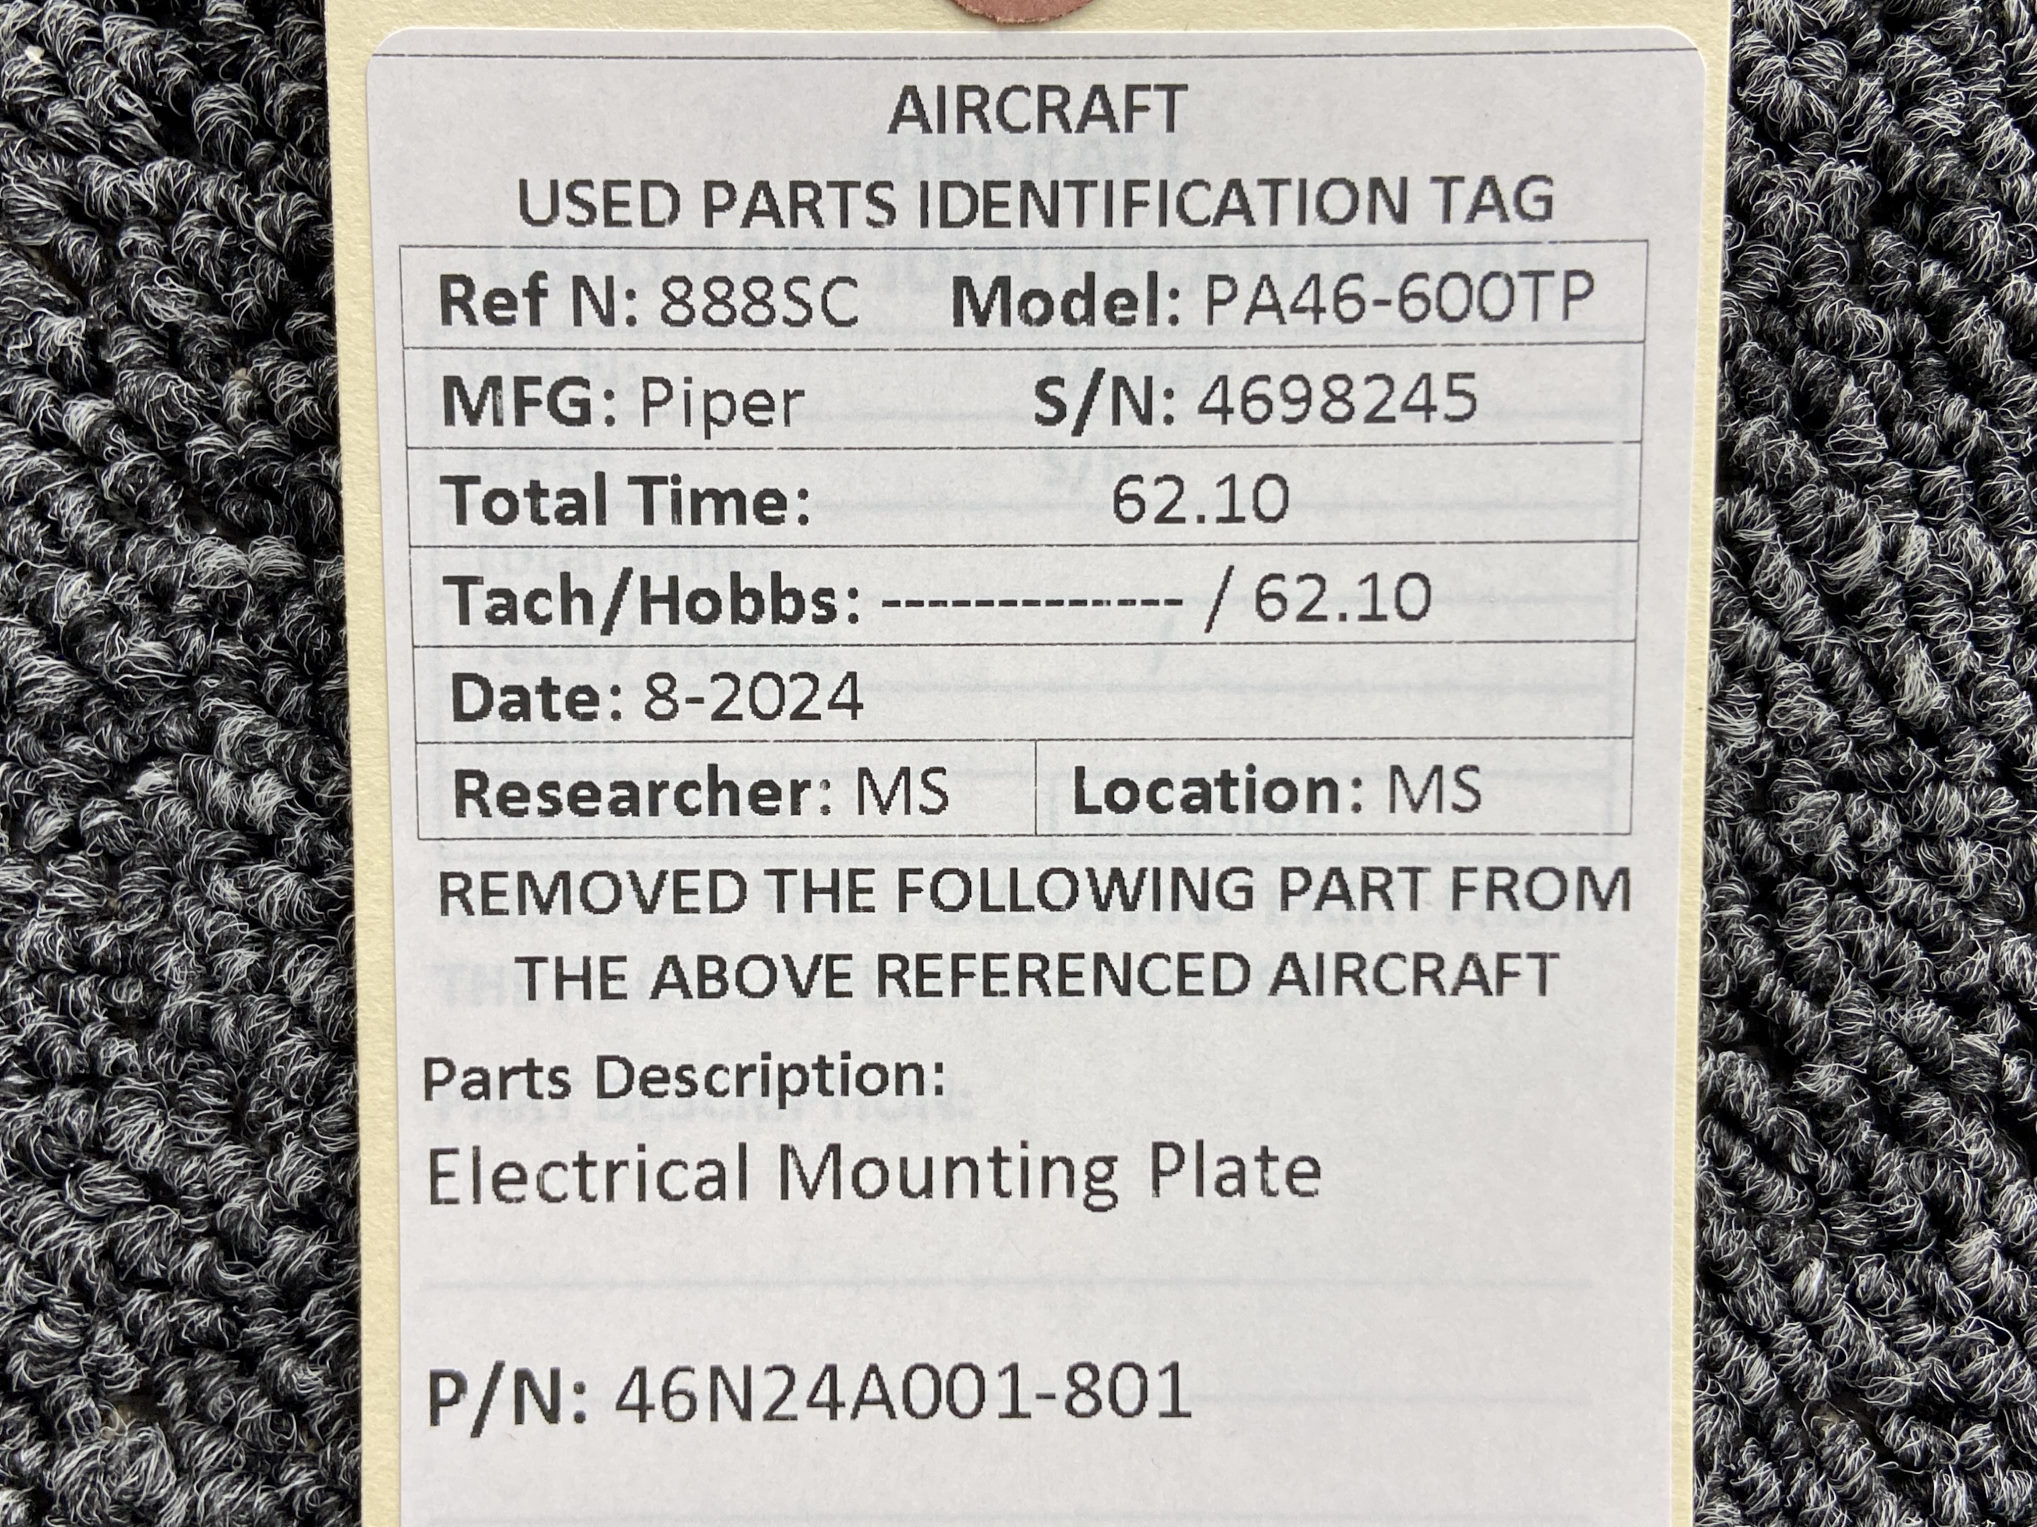 AIRCRAFT
USED PARTS IDENTIFICATION TAG
Ref N: 888SC Model: PA46-600TP
MFG: Piper S/N: 4698245
Total Time: 62.10
Tach/Hobbs: ------------- / 62.10
Date: 8-2024
Researcher: MS Location: MS
REMOVED THE FOLLOWING PART FROM
THE ABOVE REFERENCED AIRCRAFT
Parts Description:
Electrical Mounting Plate
P/N: 46N24A001-801